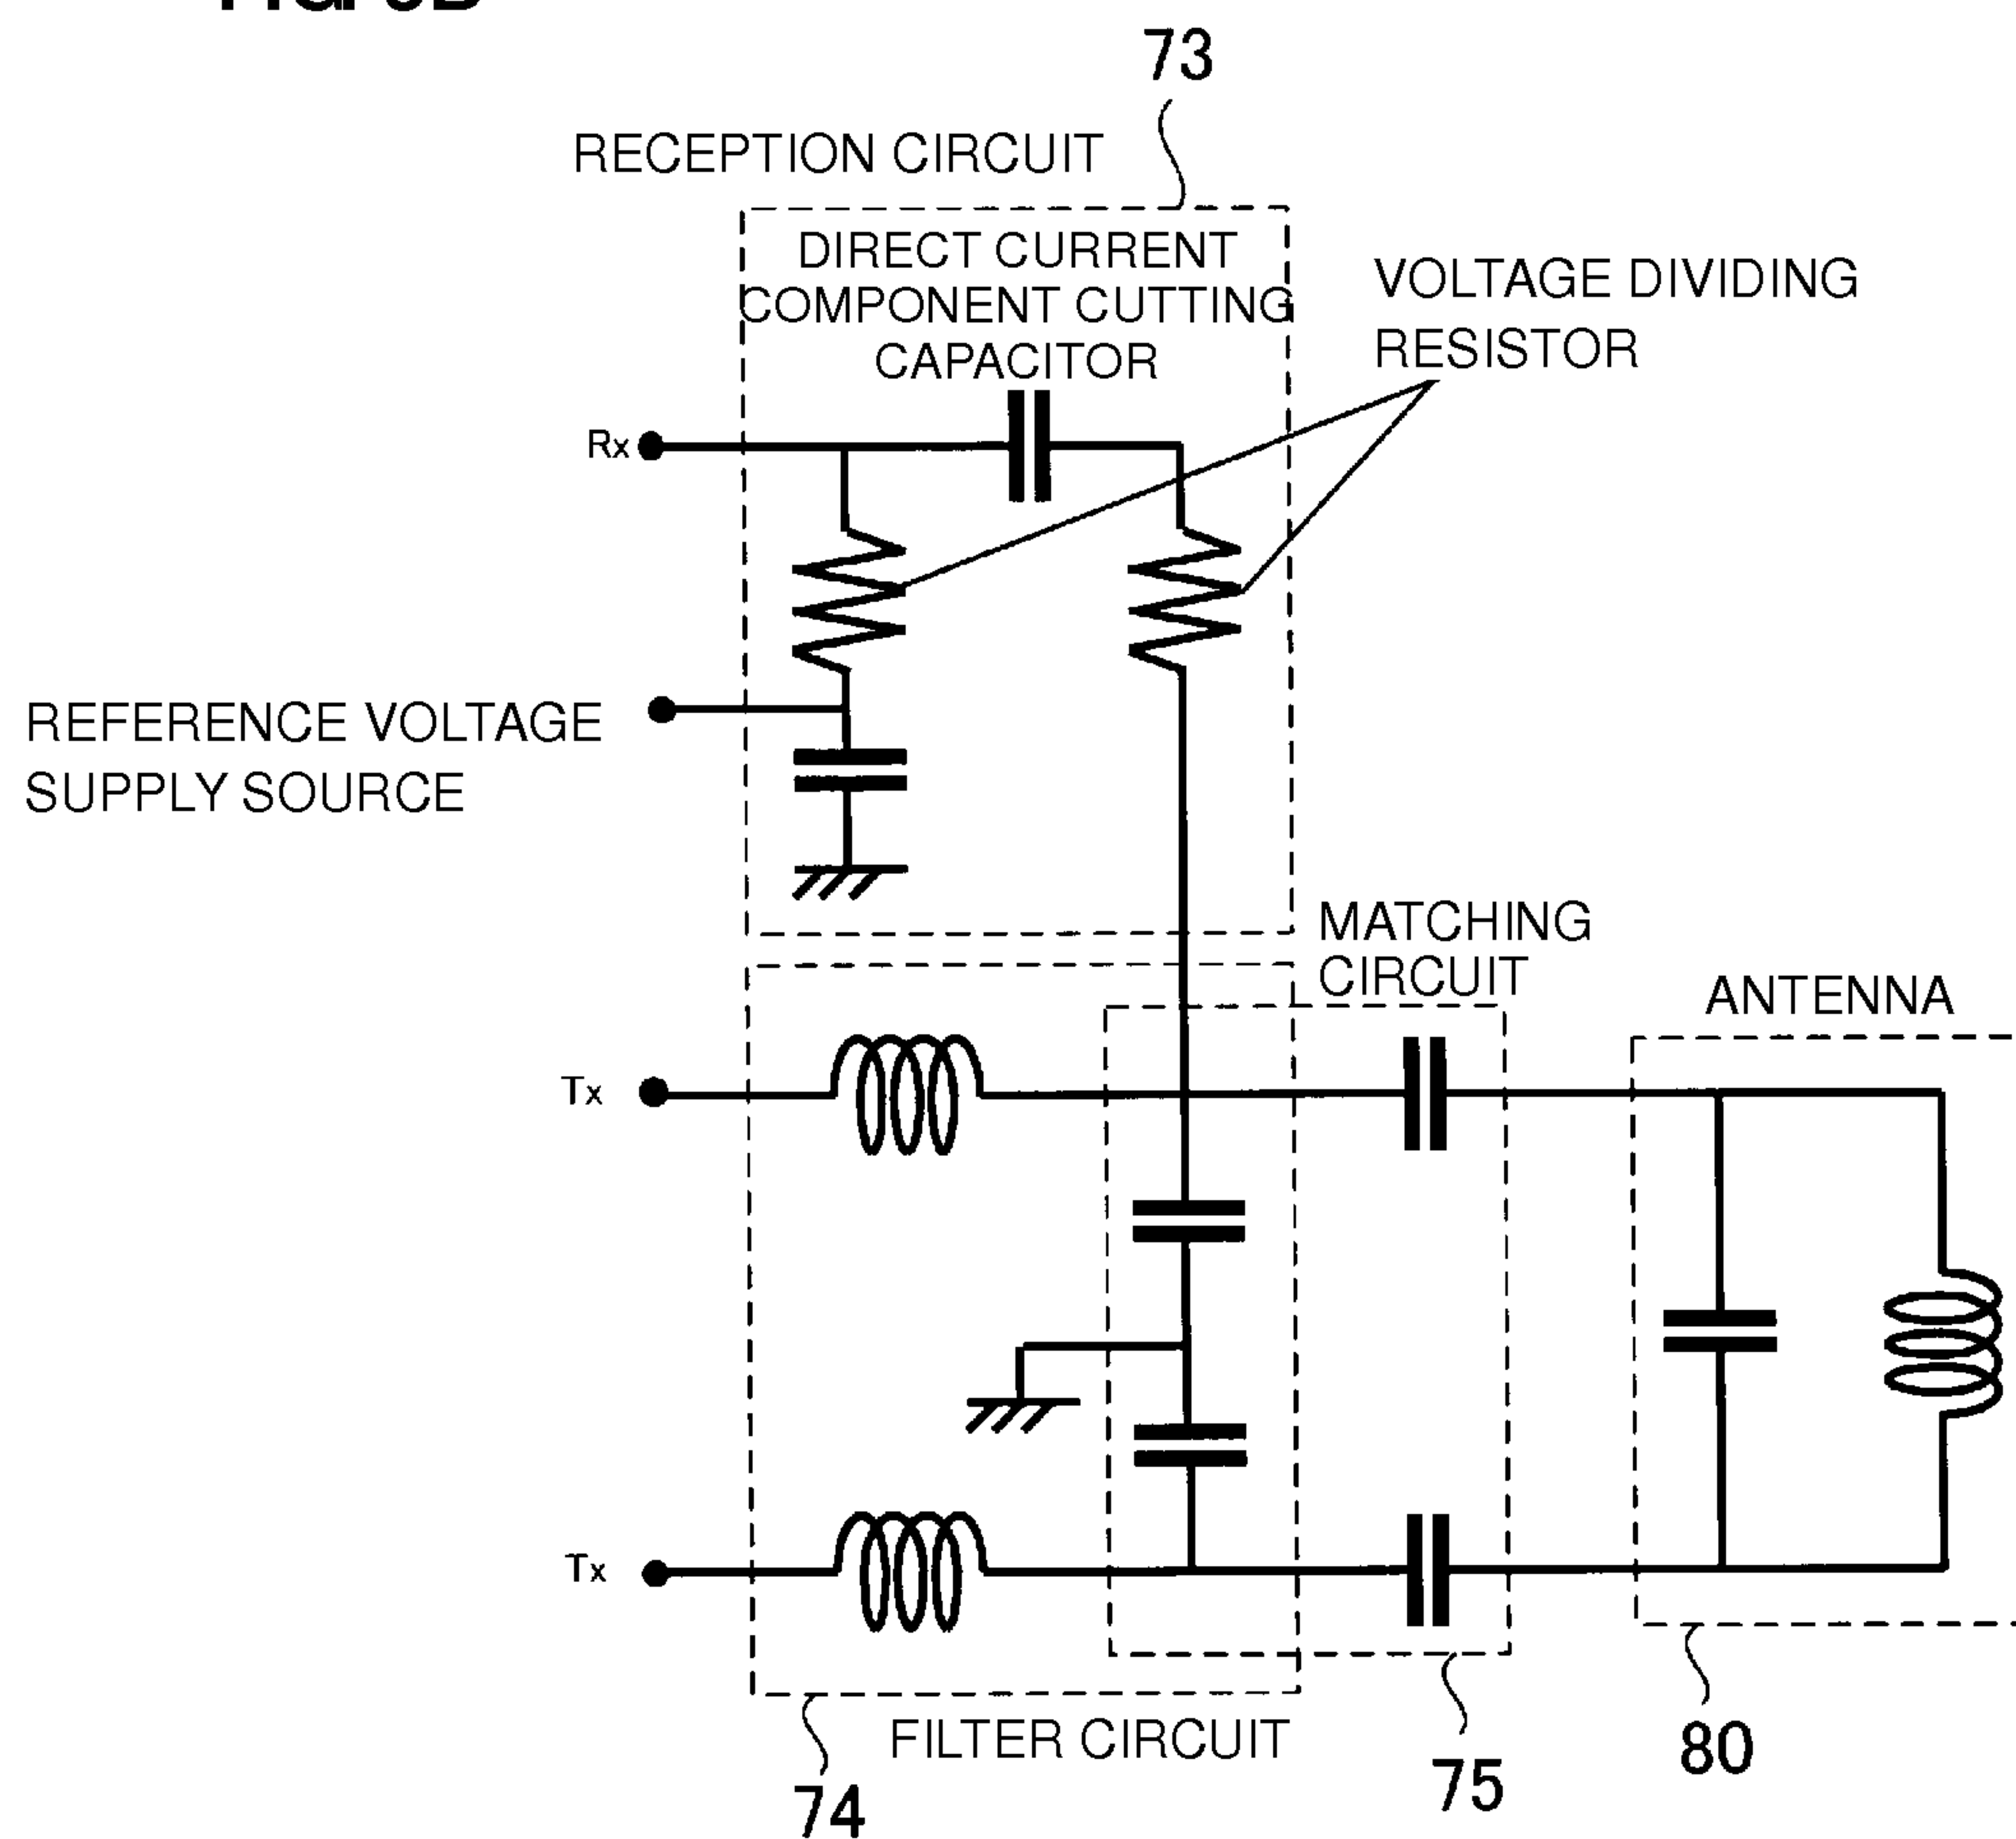 73
RECEPTION CIRCUIT
DIRECT CURRENT
COMPONENT CUTTING
CAPACITOR
VOLTAGE DIVIDING
RESISTOR
Rx
REFERENCE VOLTAGE
SUPPLY SOURCE
MATCHING
CIRCUIT
ANTENNA
Tx
Tx
FILTER CIRCUIT
74
75
80